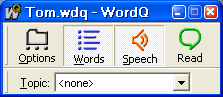 Tom.wdq - WordQ
Options Words Speech Read
Topic: <none>